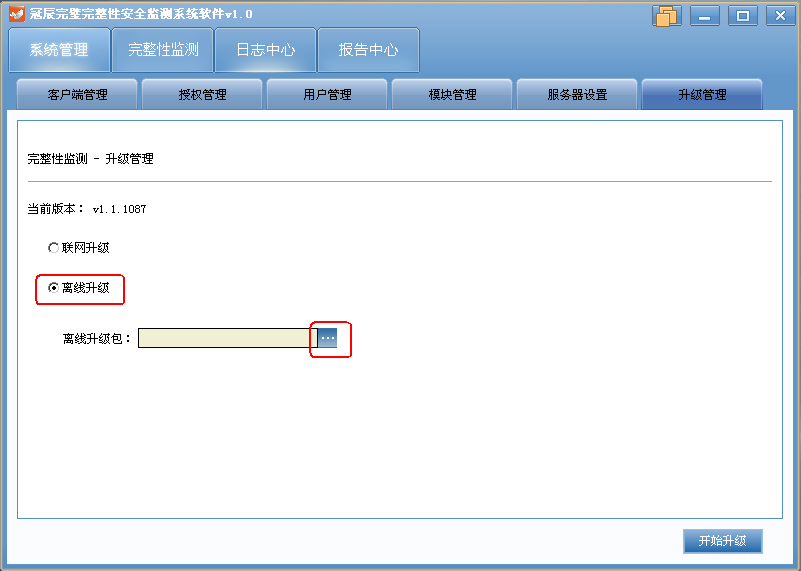 冠辰完璧完整性安全监测系统软件v1.0
系统管理 完整性监测 日志中心 报告中心
客户端管理 授权管理 用户管理 模块管理 服务器设置 升级管理
完整性监测 - 升级管理
当前版本： v1.1.1087
联网升级
离线升级
离线升级包： ...
开始升级